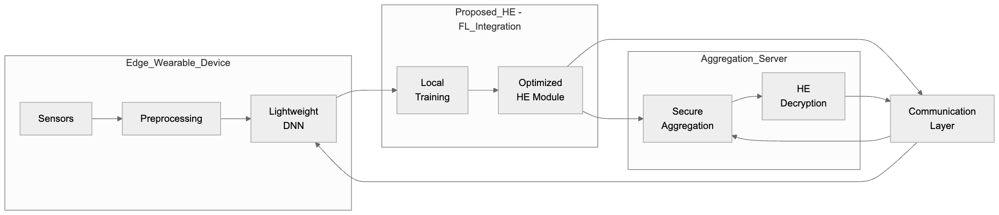 Proposed_HE -
FL_Integration
Edge_Wearable_Device
Aggregation_Server
Sensors
Preprocessing
Lightweight
DNN
Local
Training
Optimized
HE Module
Secure
Aggregation
HE
Decryption
Communication
Layer